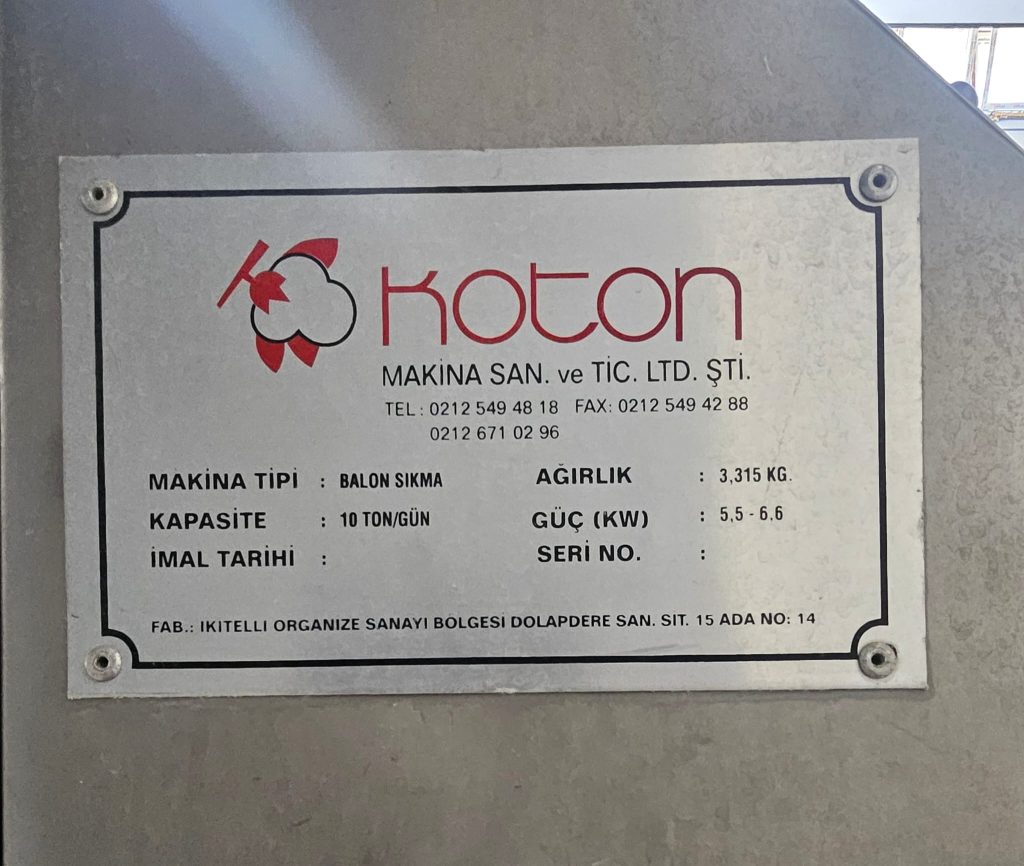 koton
MAKİNA SAN. ve TİC. LTD. ŞTİ.
TEL : 0212 549 48 18 FAX: 0212 549 42 88
0212 671 02 96
MAKİNA TİPİ : BALON SIKMA
AĞIRLIK : 3,315 KG.
KAPASİTE : 10 TON/GÜN
GÜÇ (KW) : 5,5 - 6,6
İMAL TARİHİ :
SERİ NO. :
FAB.: IKITELLI ORGANIZE SANAYI BÖLGESİ DOLAPDERE SAN. SIT. 15 ADA NO: 14